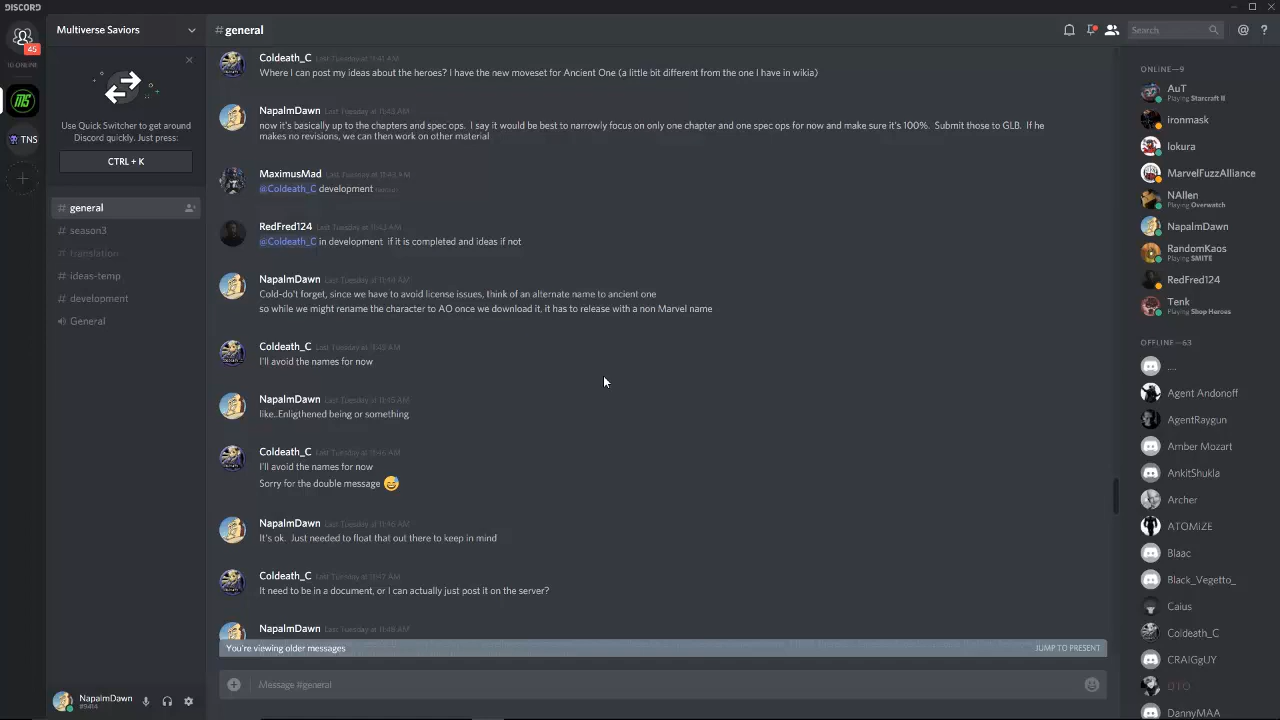 DISCORD
45
10 ONLINE
TNS
Multiverse Saviors
Use Quick Switcher to get around
Discord quickly. Just press:
CTRL + K
# general
# season3
# translation
# ideas-temp
# development
General
NapalmDawn
#9414
# general
Search
Coldeath_C Last Tuesday at 11:41 AM
Where I can post my ideas about the heroes? I have the new moveset for Ancient One (a little bit different from the one I have in wikia)
NapalmDawn Last Tuesday at 11:43 AM
now it's basically up to the chapters and spec ops. I say it would be best to narrowly focus on only one chapter and one spec ops for now and make sure it's 100%. Submit those to GLB. If he
makes no revisions, we can then work on other material
MaximusMad Last Tuesday at 11:43 AM
@Coldeath_C development
RedFred124 Last Tuesday at 11:43 AM
@Coldeath_C in development if it is completed and ideas if not
NapalmDawn Last Tuesday at 11:44 AM
Cold-do't forget, since we have to avoid license issues, think of an alternate name to ancient one
so while we might rename the character to AO once we download it, it has to release with a non Marvel name
Coldeath_C Last Tuesday at 11:45 AM
I'll avoid the names for now
NapalmDawn Last Tuesday at 11:45 AM
like..Enligthened being or something
Coldeath_C Last Tuesday at 11:46 AM
I'll avoid the names for now
Sorry for the double message
NapalmDawn Last Tuesday at 11:46 AM
It's ok. Just needed to float that out there to keep in mind
Coldeath_C Last Tuesday at 11:47 AM
It need to be in a document, or I can actually just post it on the server?
NapalmDawn Last Tuesday at 11:48 AM
You're viewing older messages
JUMP TO PRESENT
Message #general
ONLINE—9
AuT
Playing Starcraft II
ironmask
lokura
MarvelFuzzAlliance
NAllen
Playing Overwatch
NapalmDawn
RandomKaos
Playing SMITE
RedFred124
Tenk
Playing Shop Heroes
OFFLINE—63
....
Agent Andonoff
AgentRaygun
Amber Mozart
AnkitShukla
Archer
ATOMIZE
Blaac
Black_Vegetto_
Caius
Coldeath_C
CRAIGgUY
D T O
DannyMAA